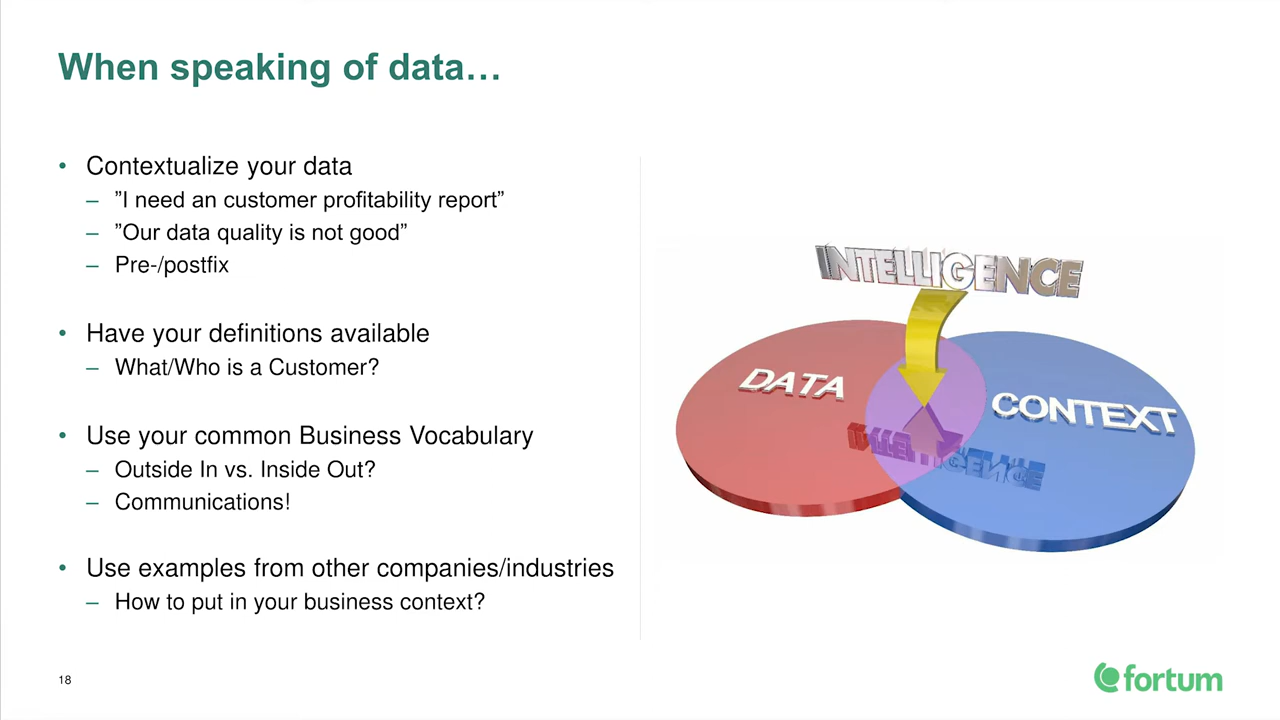 When speaking of data…
• Contextualize your data
– ”I need an customer profitability report”
– ”Our data quality is not good”
– Pre-/postfix
• Have your definitions available
– What/Who is a Customer?
• Use your common Business Vocabulary
– Outside In vs. Inside Out?
– Communications!
• Use examples from other companies/industries
– How to put in your business context?
INTELLIGENCE
DATA
CONTEXT
INTELLIGENCE
18
fortum